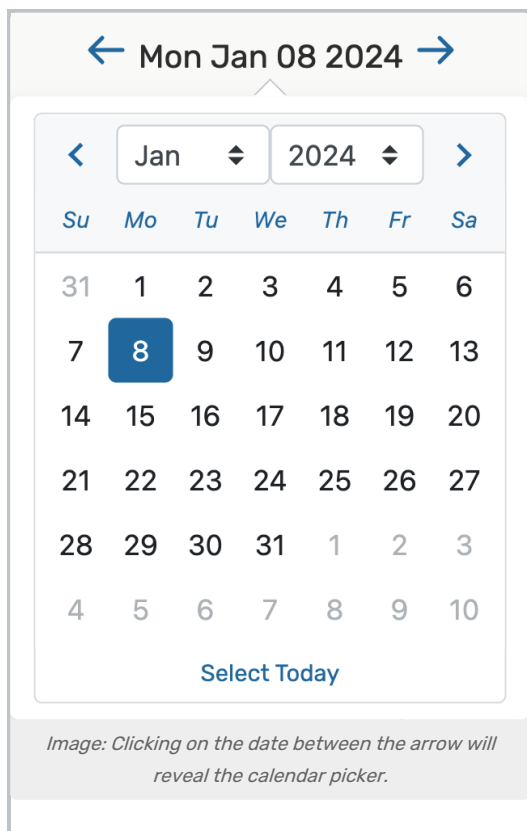 Mon Jan 08 2024
Jan 2024
Su Mo Tu We Th Fr Sa
31 1 2 3 4 5 6
7 8 9 10 11 12 13
14 15 16 17 18 19 20
21 22 23 24 25 26 27
28 29 30 31 1 2 3
4 5 6 7 8 9 10
Select Today
Image: Clicking on the date between the arrow will
reveal the calendar picker.